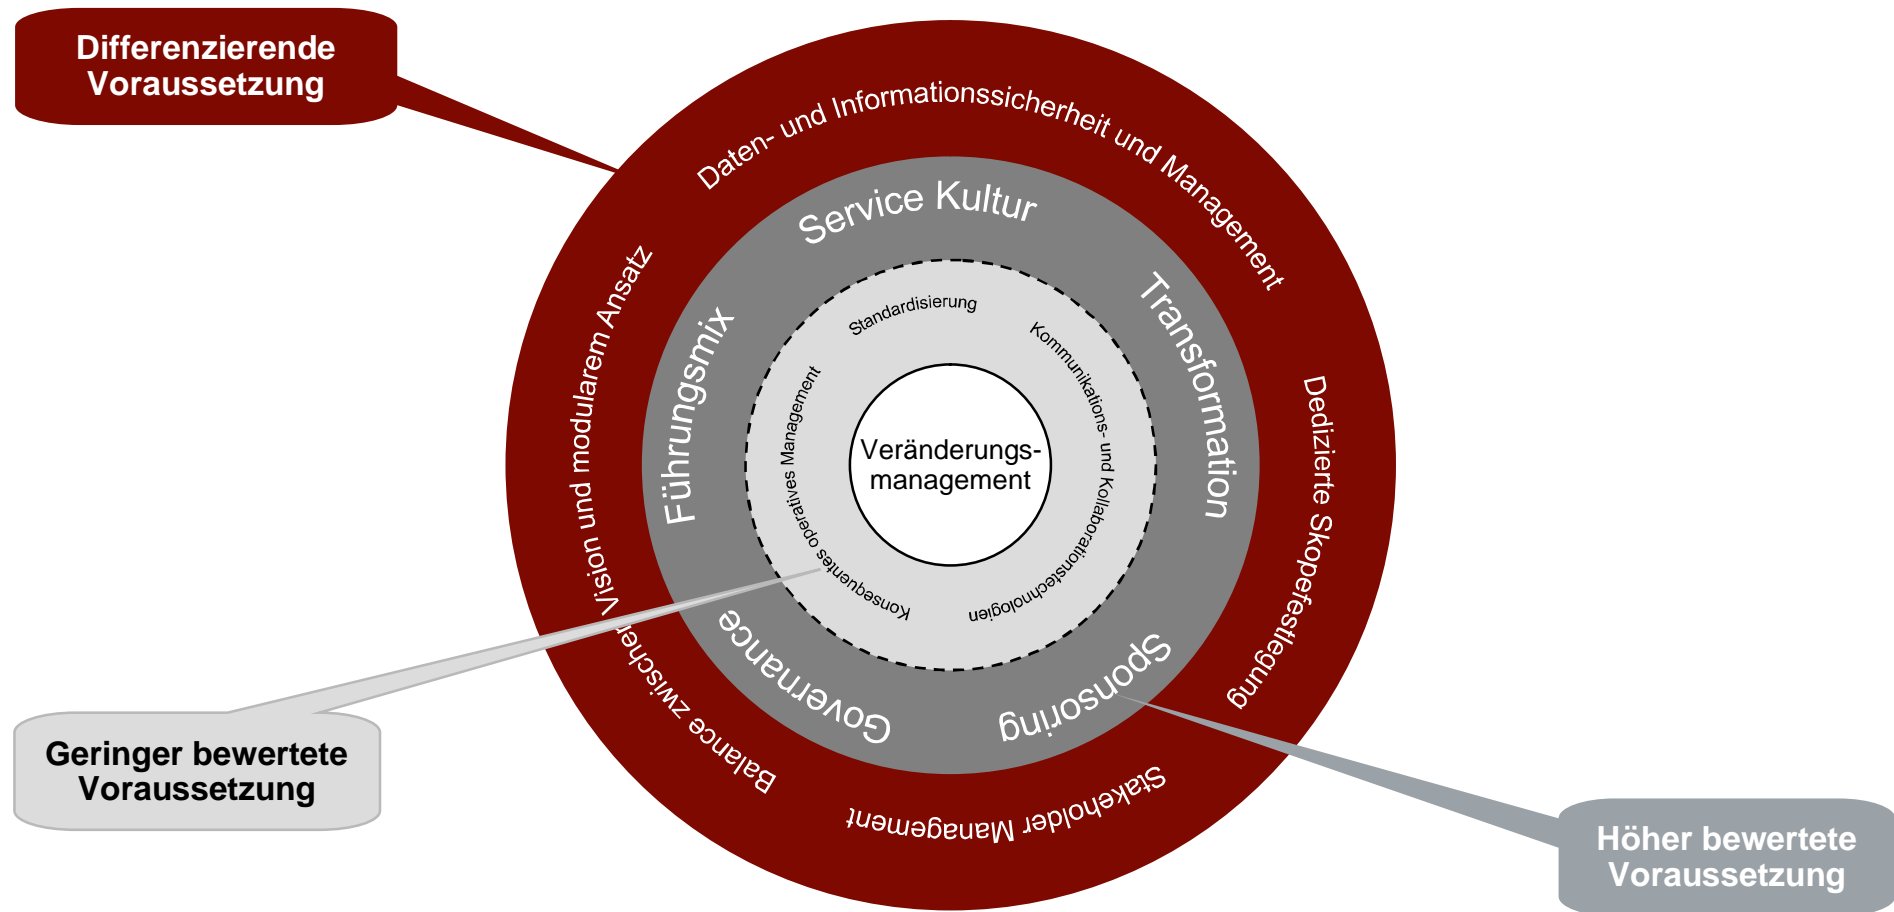 Differenzierende
Voraussetzung
Daten- und Informationssicherheit und Management
Dedizierte Skopefestlegung
Stakeholder Management
Balance zwischen Vision und modularem Ansatz
Service Kultur
Transformation
Sponsoring
Governance
Führungsmix
Standardisierung
Kommunikations- und Kollaborationstechnologien
Konsequentes operatives Management
Veränderungs-
management
Geringer bewertete
Voraussetzung
Höher bewertete
Voraussetzung